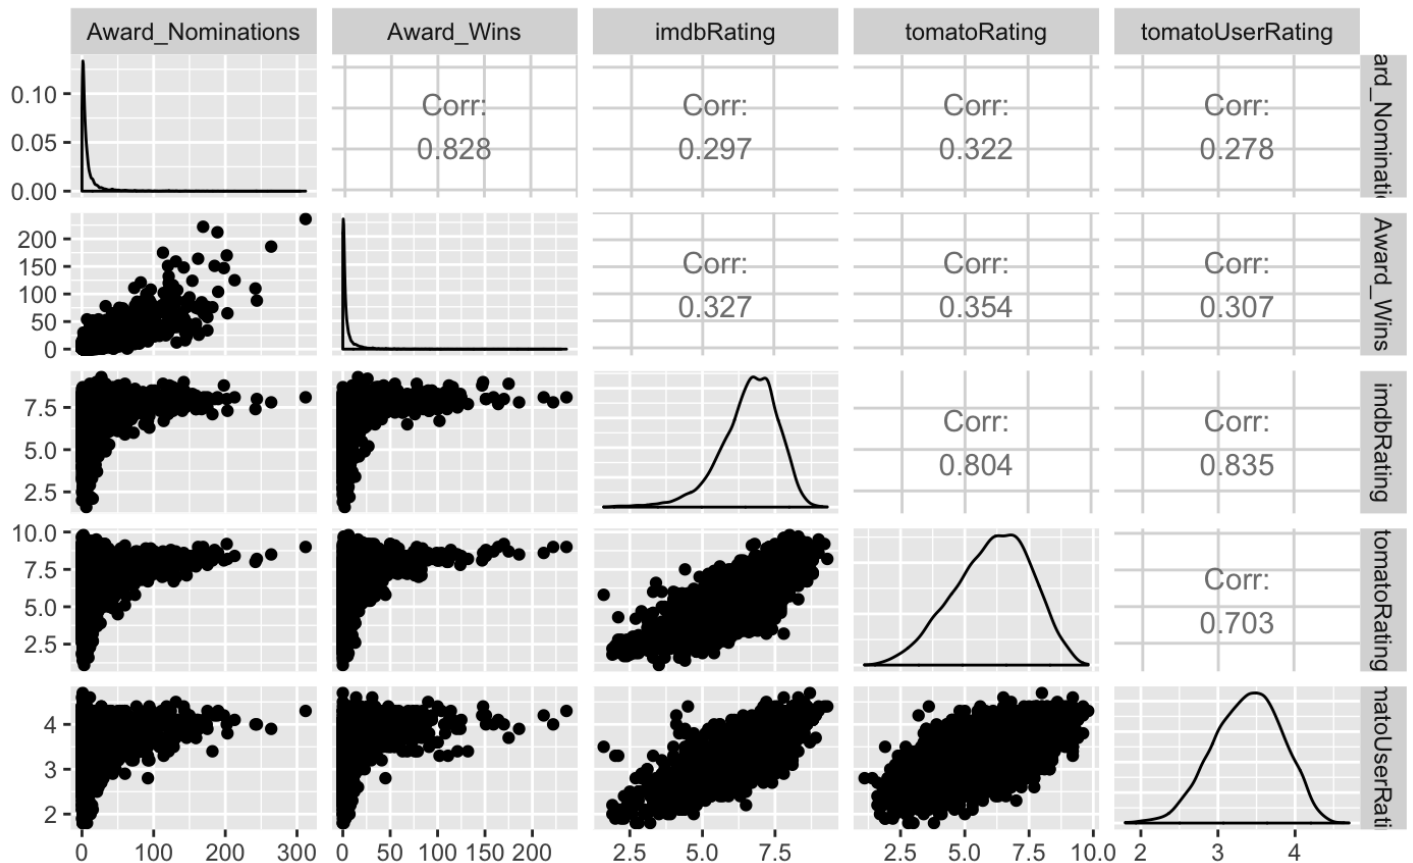 Award_Nominations Award_Wins imdbRating tomatoRating tomatoUserRating
0.10
0.05
0.00
Corr:
0.828
Corr:
0.297
Corr:
0.322
Corr:
0.278
ard_Nominati
200
150
100
50
0
Corr:
0.327
Corr:
0.354
Corr:
0.307
Award_Wins
7.5
5.0
2.5
Corr:
0.804
Corr:
0.835
imdbRating
10.0
7.5
5.0
2.5
Corr:
0.703
tomatoRating
4
3
2
matoUserRati
0 100 200 300 0 50 100 150 200 2.5 5.0 7.5 2.5 5.0 7.5 10.0 2 3 4